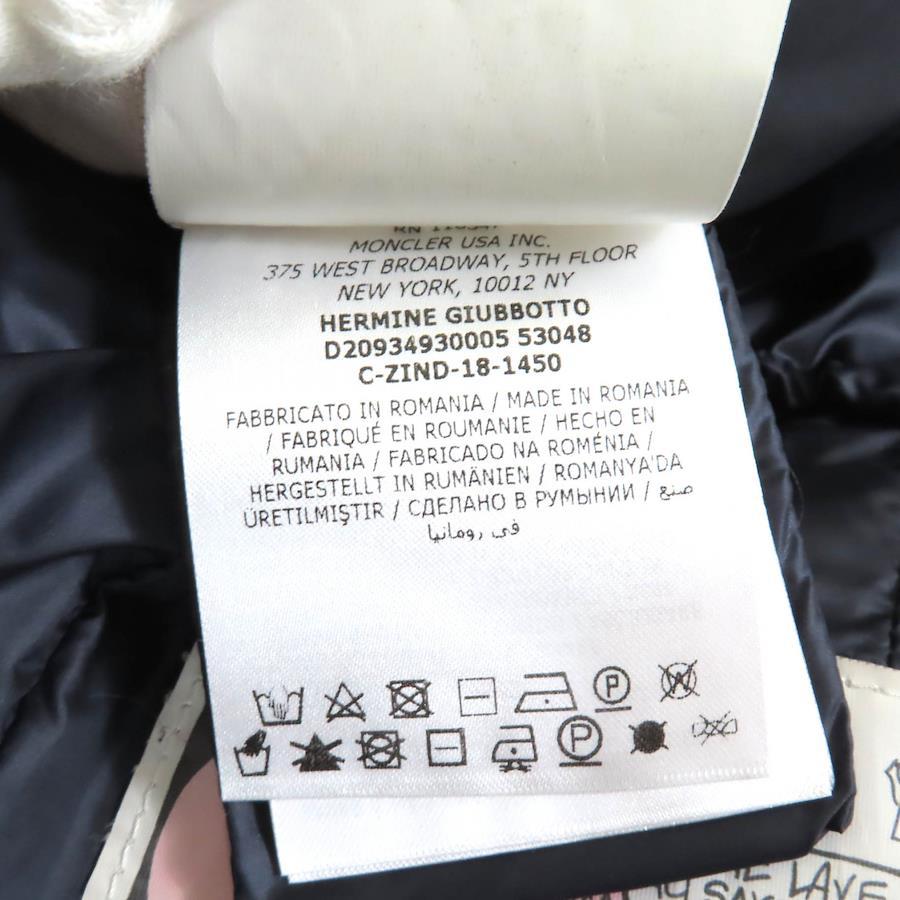 MONCLER USA INC.
375 WEST BROADWAY, 5TH FLOOR
NEW YORK, 10012 NY
HERMINE GIUBBOTTO
D20934930005 53048
C-ZIND-18-1450
FABBRICATO IN ROMANIA / MADE IN ROMANIA
/ FABRIQUÉ EN ROUMANIE / HECHO EN
RUMANIA / FABRICADO NA ROMÉNIA /
HERGESTELLT IN RUMÄNIEN / ROMANYA'DA
ÜRETILMIŞTIR / СДЕЛАНО В РУМЫНИИ / صنع
في رومانيا
P
W
P
LAVE
SAY